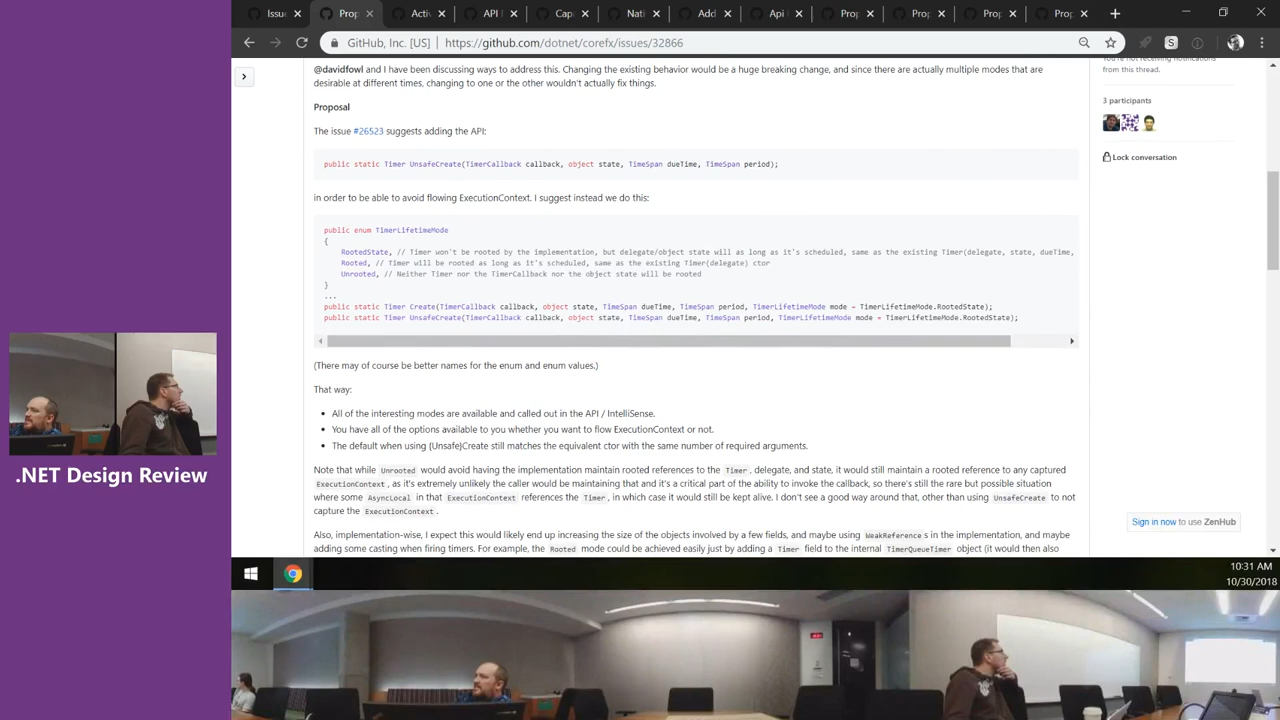 Issu
Prop
Activ
API I
Cap
Nati
Add
Api I
Prop
Prop
Prop
Prop
GitHub, Inc. [US] | https://github.com/dotnet/corefx/issues/32866
@davidfowl and I have been discussing ways to address this. Changing the existing behavior would be a huge breaking change, and since there are actually multiple modes that are
desirable at different times, changing to one or the other wouldn't actually fix things.
Proposal
The issue #26523 suggests adding the API:
public static Timer UnsafeCreate(TimerCallback callback, object state, TimeSpan dueTime, TimeSpan period);
in order to be able to avoid flowing ExecutionContext. I suggest instead we do this:
public enum TimerLifetimeMode
{
RootedState, // Timer won't be rooted by the implementation, but delegate/object state will as long as it's scheduled, same as the existing Timer(delegate, state, dueTime,
Rooted, // Timer will be rooted as long as it's scheduled, same as the existing Timer(delegate) ctor
Unrooted, // Neither Timer nor the TimerCallback nor the object state will be rooted
}
...
public static Timer Create(TimerCallback callback, object state, TimeSpan dueTime, TimeSpan period, TimerLifetimeMode mode = TimerLifetimeMode.RootedState);
public static Timer UnsafeCreate(TimerCallback callback, object state, TimeSpan dueTime, TimeSpan period, TimerLifetimeMode mode = TimerLifetimeMode.RootedState);
(There may of course be better names for the enum and enum values.)
That way:
• All of the interesting modes are available and called out in the API / IntelliSense.
• You have all of the options available to you whether you want to flow ExecutionContext or not.
• The default when using (Unsafe)Create still matches the equivalent ctor with the same number of required arguments.
Note that while Unrooted would avoid having the implementation maintain rooted references to the Timer, delegate, and state, it would still maintain a rooted reference to any captured
ExecutionContext, as it's extremely unlikely the caller would be maintaining that and it's a critical part of the ability to invoke the callback, so there's still the rare but possible situation
where some AsyncLocal in that ExecutionContext references the Timer, in which case it would still be kept alive. I don't see a good way around that, other than using UnsafeCreate to not
capture the ExecutionContext.
Also, implementation-wise, I expect this would likely end up increasing the size of the objects involved by a few fields, and maybe using WeakReference s in the implementation, and maybe
adding some casting when firing timers. For example, the Rooted mode could be achieved easily just by adding a Timer field to the internal TimerQueueTimer object (it would then also
from this thread.
3 participants
Lock conversation
Sign in now to use ZenHub
10:31 AM
10/30/2018
.NET Design Review